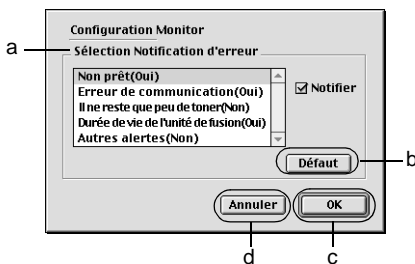 Configuration Monitor
a
Sélection Notification d'erreur
Non prêt(Oui)
Erreur de communication(Oui)
Il ne reste que peu de toner(Non)
Durée de vie de l'unité de fusion(Oui)
Autres alertes(Non)
Notifier
Défaut
b
Annuler
OK
d
c